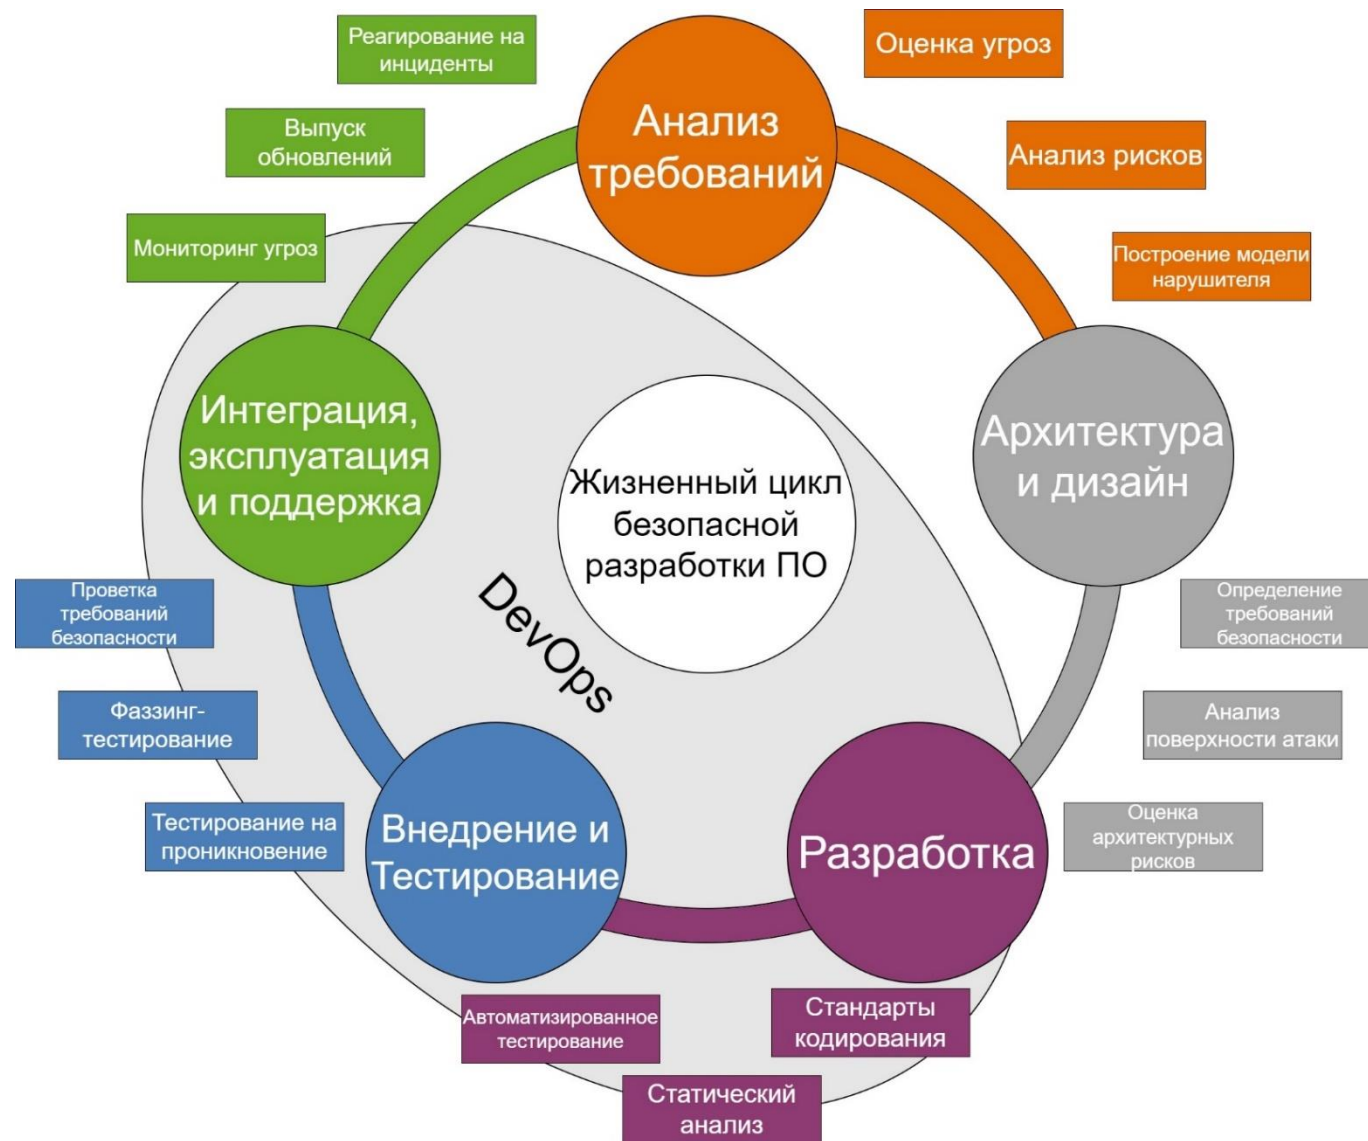 Реагирование на
инциденты
Оценка угроз
Выпуск
обновлений
Анализ
требований
Анализ рисков
Мониторинг угроз
Построение модели
нарушителя
Интеграция,
эксплуатация
и поддержка
Жизненный цикл
безопасной
разработки ПО
Архитектура
и дизайн
DevOps
Проветка
требований
безопасности
Определение
требований
безопасности
Фаззинг-
тестирование
Анализ
поверхности атаки
Тестирование на
проникновение
Внедрение и
Тестирование
Разработка
Оценка
архитектурных
рисков
Автоматизированное
тестирование
Стандарты
кодирования
Статический
анализ